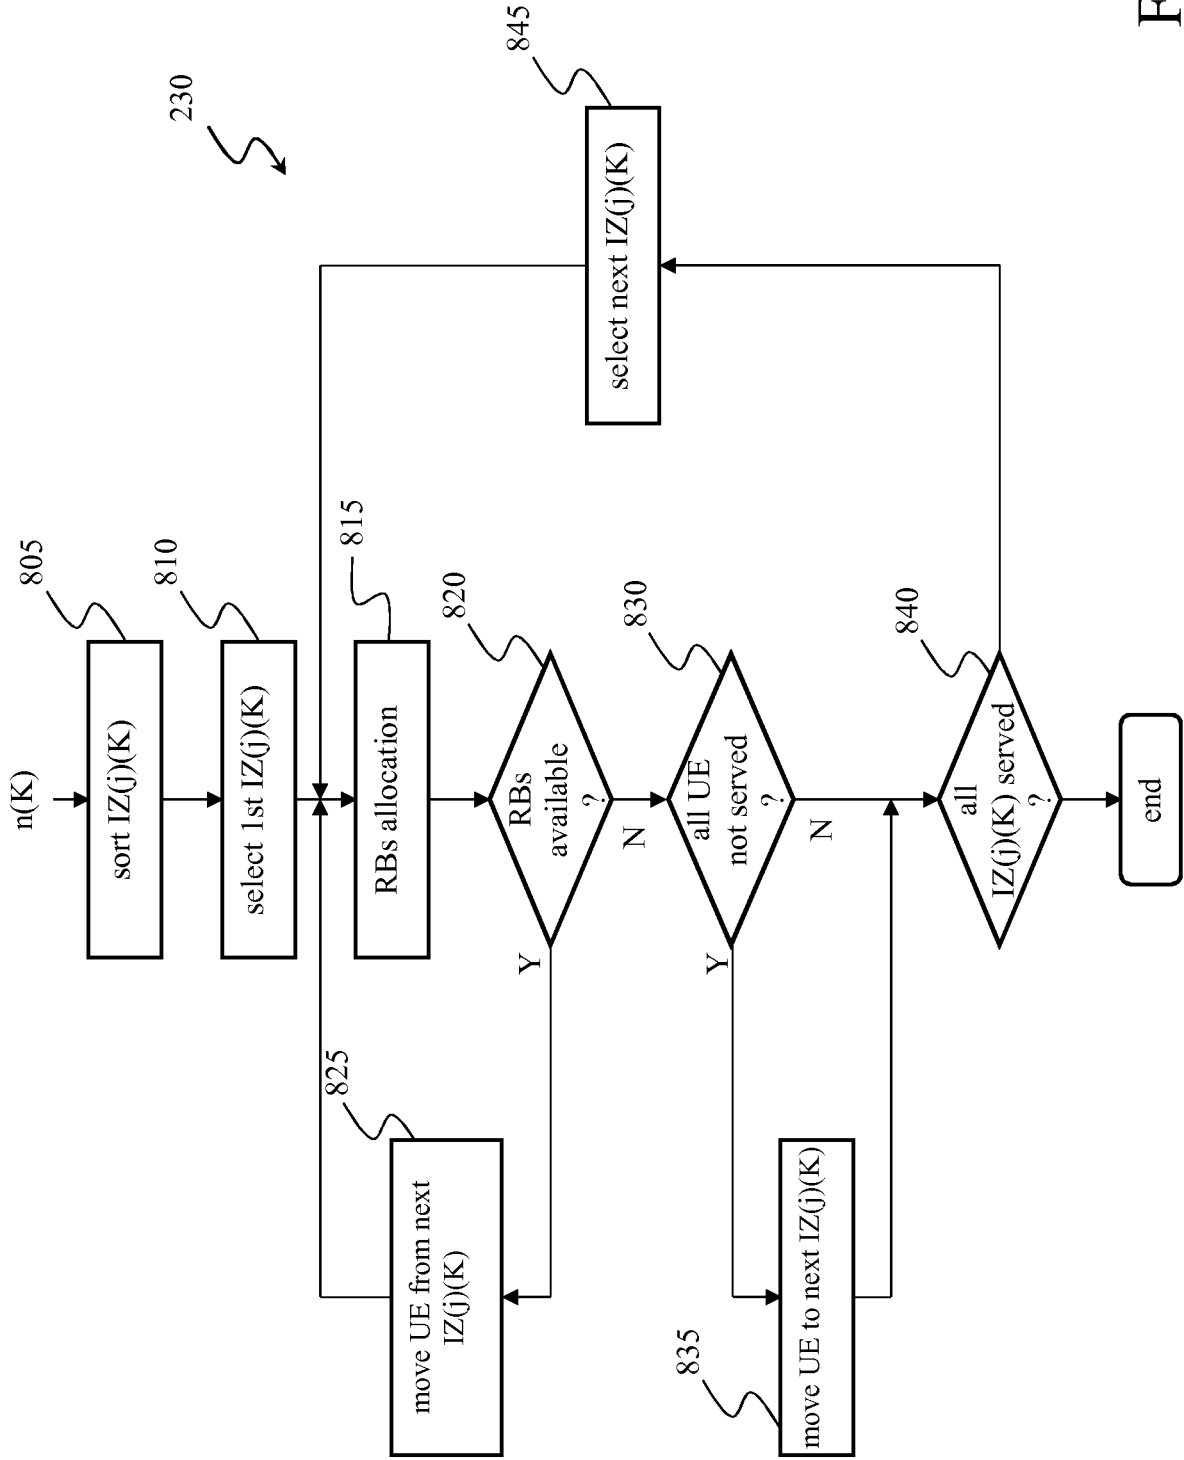 n(K)
805
sort IZ(j)(K)
810
select 1st IZ(j)(K)
815
RBs allocation
820
RBs
available
?
Y
N
825
move UE from next
IZ(j)(K)
830
all UE
not served
?
Y
N
835
move UE to next IZ(j)(K)
840
all
IZ(j)(K) served
?
845
select next IZ(j)(K)
end
230
F